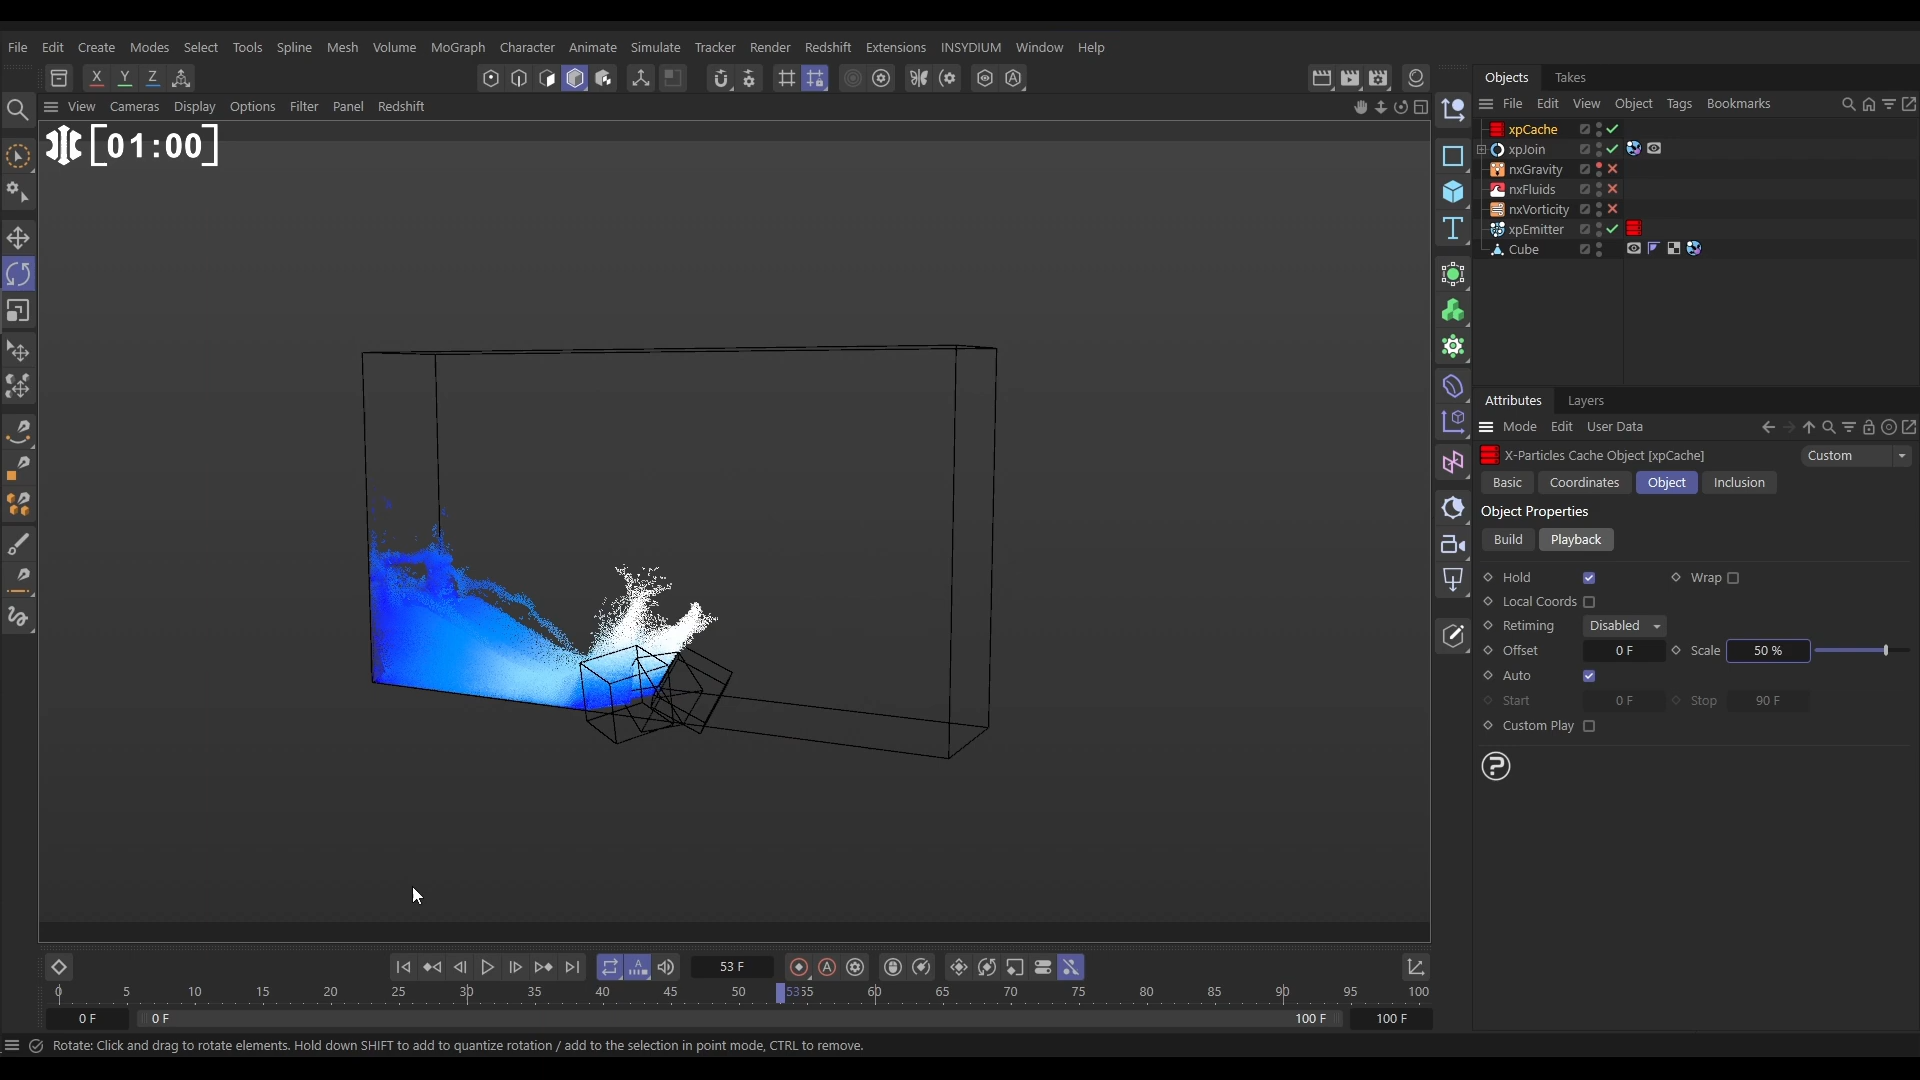 File Edit Create Modes Select Tools Spline Mesh Volume MoGraph Character Animate Simulate Tracker Render Redshift Extensions INSYDIUM Window Help
X Y Z
View Cameras Display Options Filter Panel Redshift
[01:00]
Objects Takes
File Edit View Object Tags Bookmarks
xpCache
xpJoin
nxGravity
nxFluids
nxVorticity
xpEmitter
Cube
Attributes Layers
Mode Edit User Data
X-Particles Cache Object [xpCache] Custom
Basic Coordinates Object Inclusion
Object Properties
Build Playback
Hold Wrap
Local Coords
Retiming Disabled
Offset 0 F Scale 50 %
Auto
Start 0 F Stop 90 F
Custom Play
53 F
0 5 10 15 20 25 30 35 40 45 50 5355 60 65 70 75 80 85 90 95 100
0 F 0 F 100 F 100 F
Rotate: Click and drag to rotate elements. Hold down SHIFT to add to quantize rotation / add to the selection in point mode, CTRL to remove.